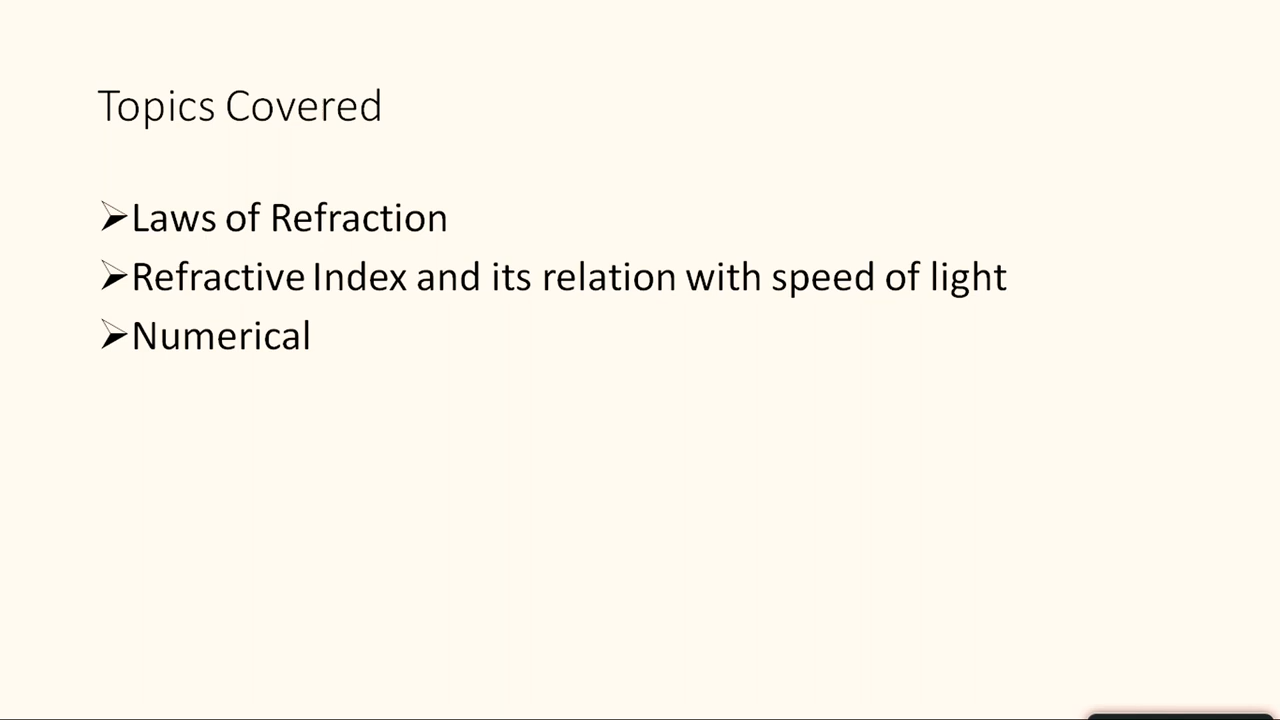 Topics Covered
➢Laws of Refraction
➢Refractive Index and its relation with speed of light
➢Numerical